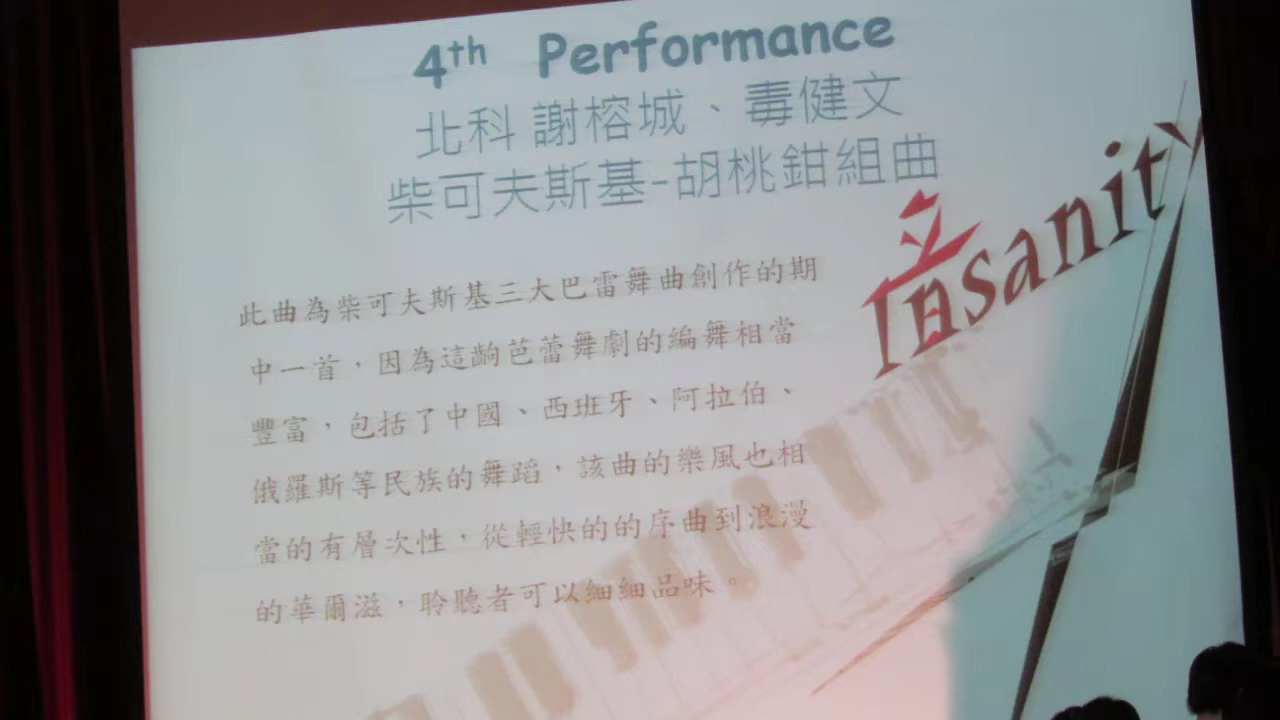 4th Performance
北科 謝榕城、毒健文
柴可夫斯基-胡桃鉗組曲
音
Insanity
此曲為柴可夫斯基三大巴雷舞曲創作的期
中一首，因為這齣芭蕾舞劇的編舞相當
豐富，包括了中國、西班牙、阿拉伯、
俄羅斯等民族的舞蹈，該曲的樂風也相
當的有層次性，從輕快的的序曲到浪漫
的華爾滋，聆聽者可以細細品味。